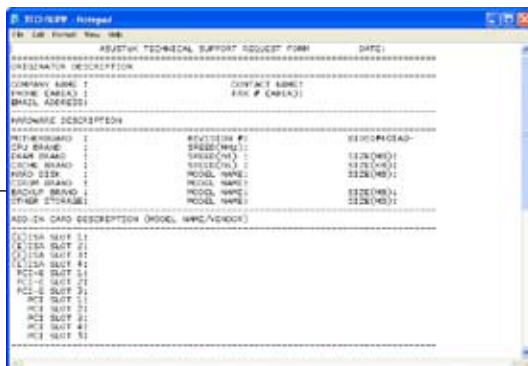 TECHSUPP - Notepad
File Edit Format View Help
ASUSTeK TECHNICAL SUPPORT REQUEST FORM DATE:
ORIGINATOR DESCRIPTION
COMPANY NAME : CONTACT NAME:
PHONE (AREA) : FAX # (AREA):
EMAIL ADDRESS:
HARDWARE DESCRIPTION
MOTHERBOARD : REVISION #:
CPU BRAND : SPEED(MHz):
DRAM BRAND : SPEED(NS) : SIZE(MB):
CACHE BRAND : SPEED(NS) : SIZE(KB):
HARD DISK : MODEL NAME: SIZE(MB):
CDROM BRAND : MODEL NAME:
BACKUP BRAND : MODEL NAME: SIZE(MB):
OTHER STORAGE: MODEL NAME: SIZE(MB):
ADD-IN CARD DESCRIPTION (MODEL NAME/VENDOR)
(E)ISA SLOT 1:
(E)ISA SLOT 2:
(E)ISA SLOT 3:
(E)ISA SLOT 4:
PCI-E SLOT 1:
PCI-E SLOT 2:
PCI-E SLOT 3:
PCI SLOT 1:
PCI SLOT 2:
PCI SLOT 3:
PCI SLOT 4:
PCI SLOT 5: